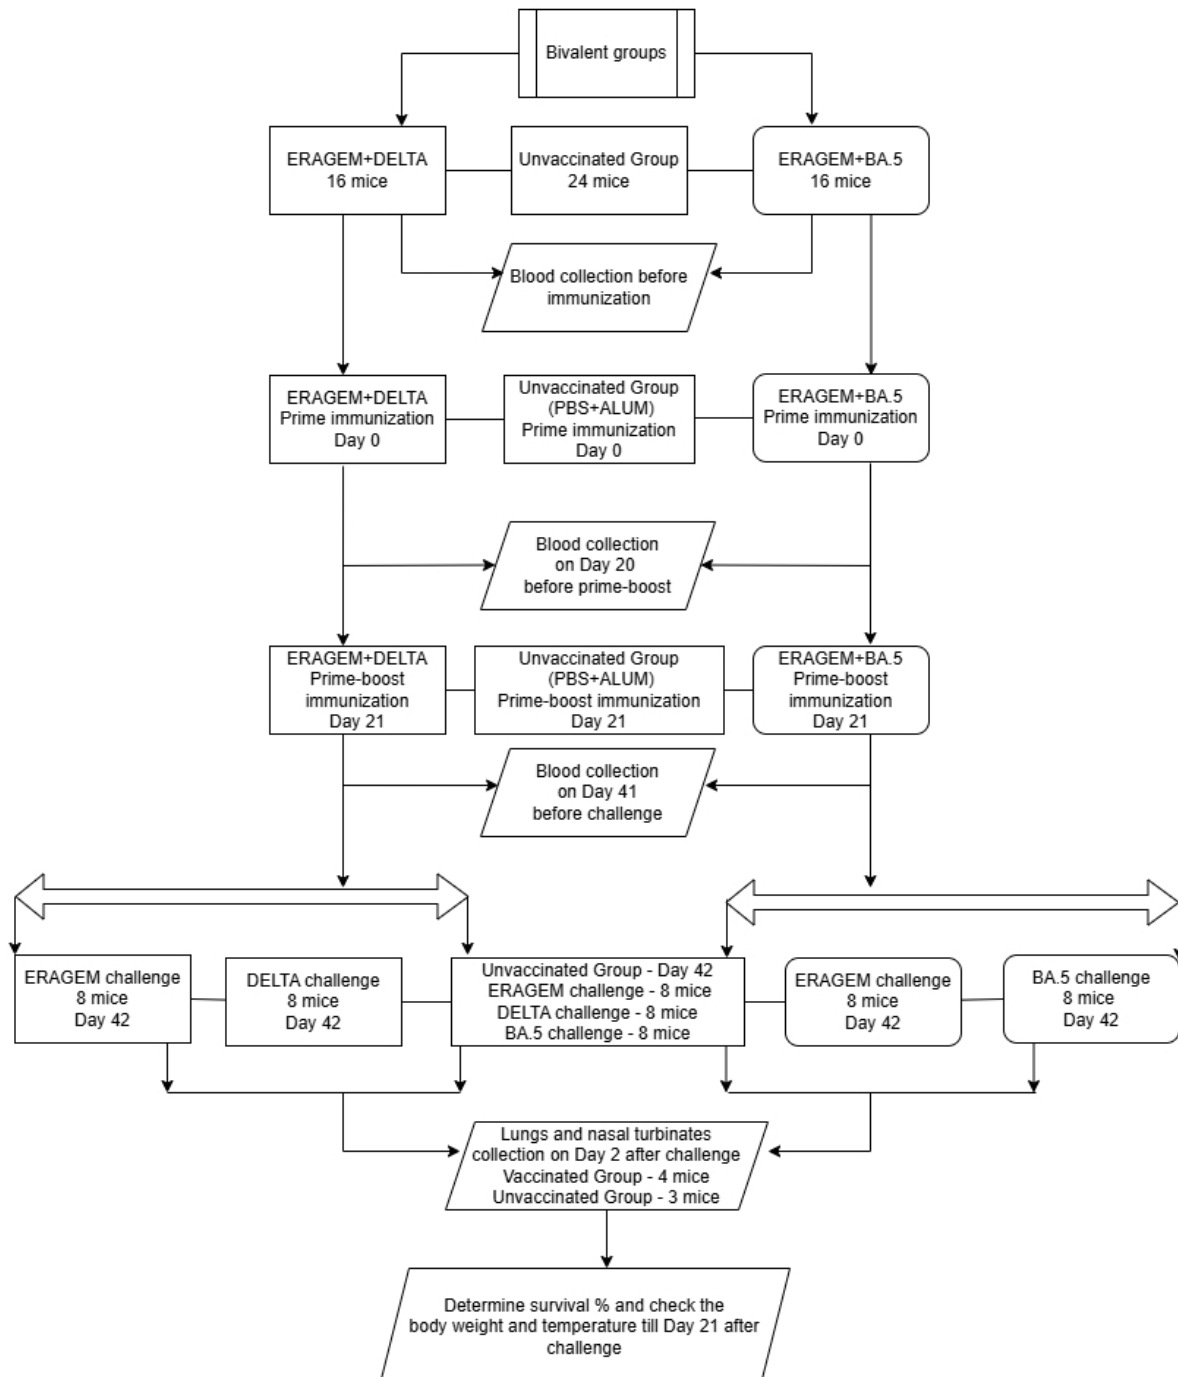 Bivalent groups
ERAGEM+DELTA
16 mice
Unvaccinated Group
24 mice
ERAGEM+BA.5
16 mice
Blood collection before
immunization
ERAGEM+DELTA
Prime immunization
Day 0
Unvaccinated Group
(PBS+ALUM)
Prime immunization
Day 0
ERAGEM+BA.5
Prime immunization
Day 0
Blood collection
on Day 20
before prime-boost
ERAGEM+DELTA
Prime-boost
immunization
Day 21
Unvaccinated Group
(PBS+ALUM)
Prime-boost immunization
Day 21
ERAGEM+BA.5
Prime-boost
immunization
Day 21
Blood collection
on Day 41
before challenge
ERAGEM challenge
8 mice
Day 42
DELTA challenge
8 mice
Day 42
Unvaccinated Group - Day 42
ERAGEM challenge - 8 mice
DELTA challenge - 8 mice
BA.5 challenge - 8 mice
ERAGEM challenge
8 mice
Day 42
BA.5 challenge
8 mice
Day 42
Lungs and nasal turbinates
collection on Day 2 after challenge
Vaccinated Group - 4 mice
Unvaccinated Group - 3 mice
Determine survival % and check the
body weight and temperature till Day 21 after
challenge